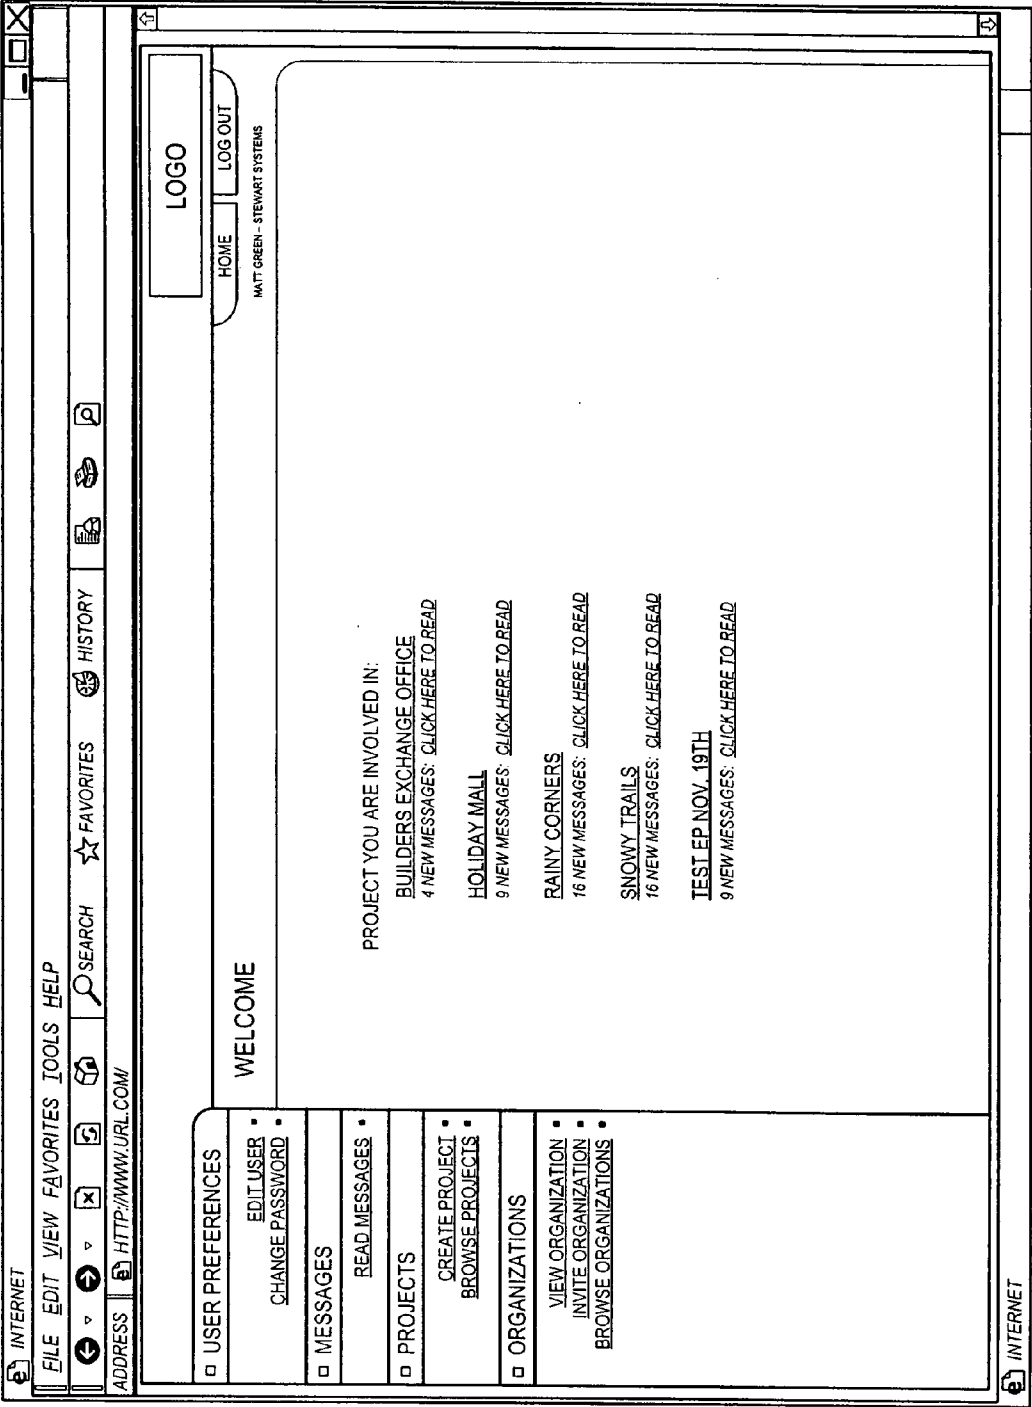 INTERNET
FILE EDIT VIEW FAVORITES TOOLS HELP
SEARCH FAVORITES HISTORY
ADDRESS HTTP://WWW.URL.COM/
LOGO
HOME LOG OUT
MATT GREEN – STEWART SYSTEMS
USER PREFERENCES
EDIT USER
CHANGE PASSWORD
MESSAGES
READ MESSAGES
PROJECTS
CREATE PROJECT
BROWSE PROJECTS
ORGANIZATIONS
VIEW ORGANIZATION
INVITE ORGANIZATION
BROWSE ORGANIZATIONS
WELCOME
PROJECT YOU ARE INVOLVED IN:
BUILDERS EXCHANGE OFFICE
4 NEW MESSAGES: CLICK HERE TO READ
HOLIDAY MALL
9 NEW MESSAGES: CLICK HERE TO READ
RAINY CORNERS
16 NEW MESSAGES: CLICK HERE TO READ
SNOWY TRAILS
16 NEW MESSAGES: CLICK HERE TO READ
TEST EP NOV. 19TH
9 NEW MESSAGES: CLICK HERE TO READ
INTERNET